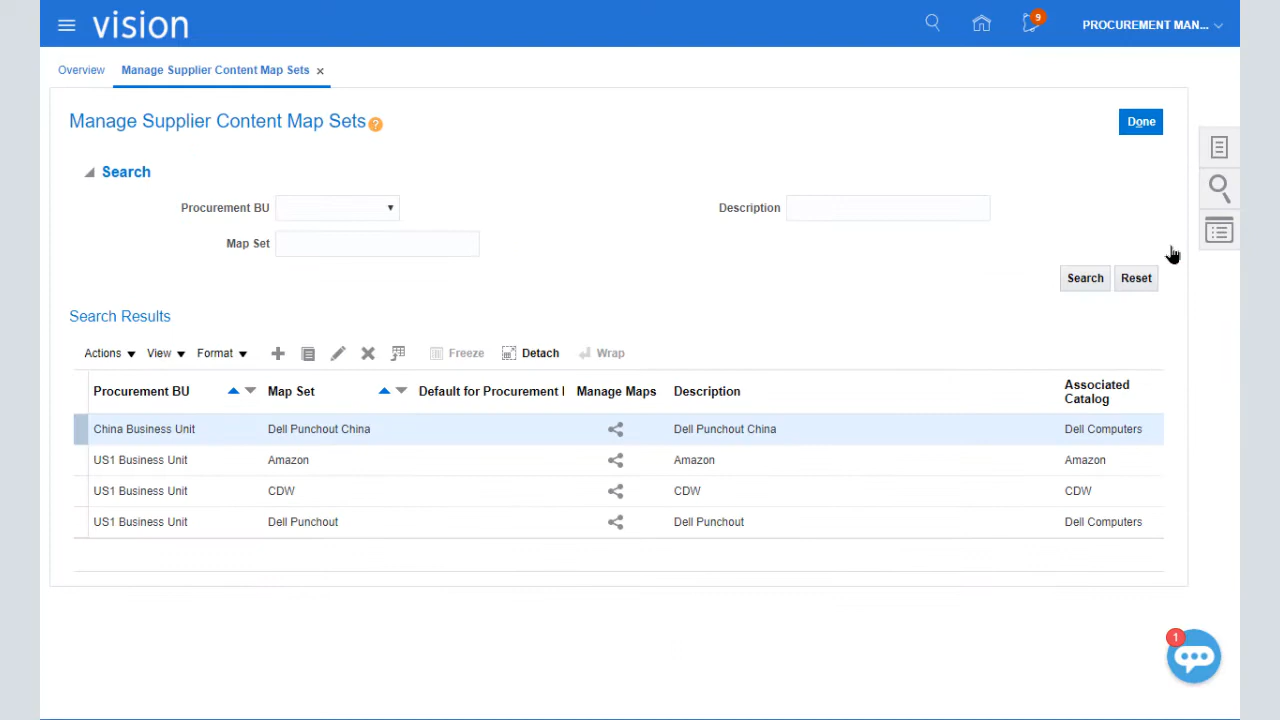 vision
9
PROCUREMENT MAN...
Overview
Manage Supplier Content Map Sets ×
Manage Supplier Content Map Sets ?
Done
Search
Procurement BU
Description
Map Set
Search Reset
Search Results
Actions View Format Freeze Detach Wrap
Procurement BU Map Set Default for Procurement Manage Maps Description Associated Catalog
China Business Unit Dell Punchout China Dell Punchout China Dell Computers
US1 Business Unit Amazon Amazon Amazon
US1 Business Unit CDW CDW CDW
US1 Business Unit Dell Punchout Dell Punchout Dell Computers
1